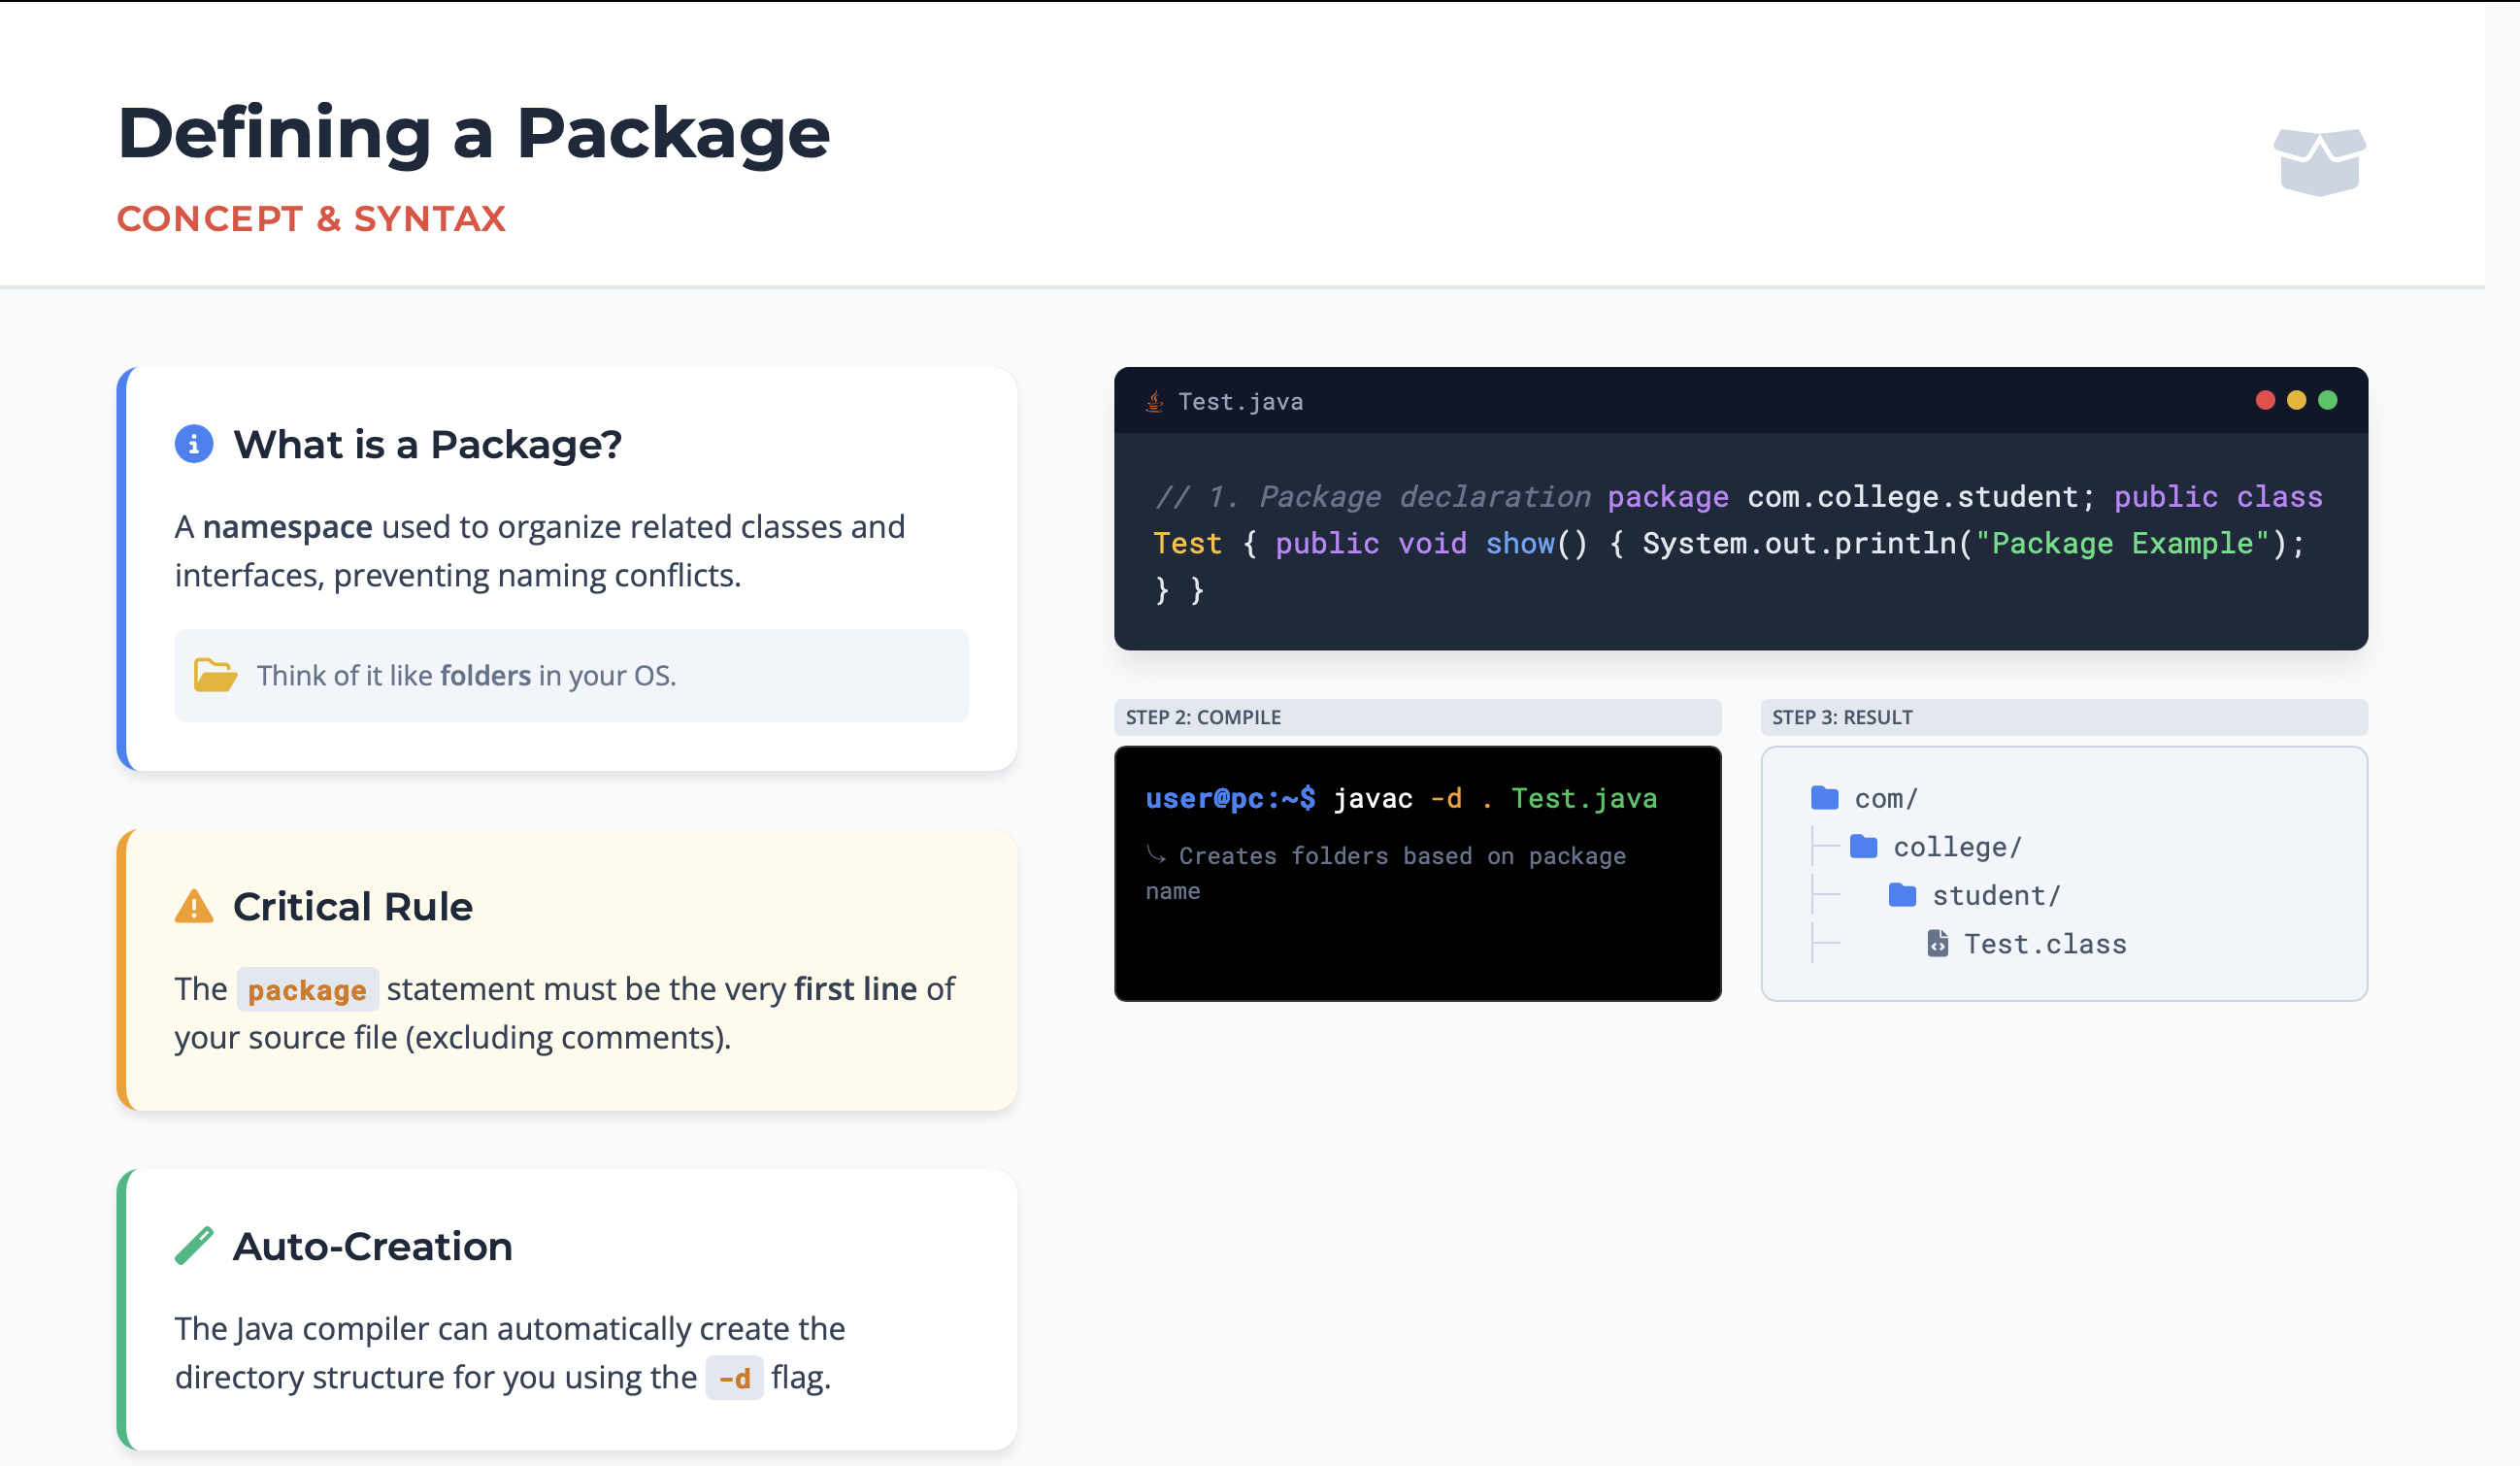 Defining a Package
CONCEPT & SYNTAX
What is a Package?
A namespace used to organize related classes and
interfaces, preventing naming conflicts.
Think of it like folders in your OS.
Critical Rule
The package statement must be the very first line of
your source file (excluding comments).
Auto-Creation
The Java compiler can automatically create the
directory structure for you using the -d flag.
Test.java
// 1. Package declaration package com.college.student; public class
Test { public void show() { System.out.println("Package Example");
} }
STEP 2: COMPILE
user@pc:~$ javac -d . Test.java
Creates folders based on package
name
STEP 3: RESULT
com/
college/
student/
Test.class